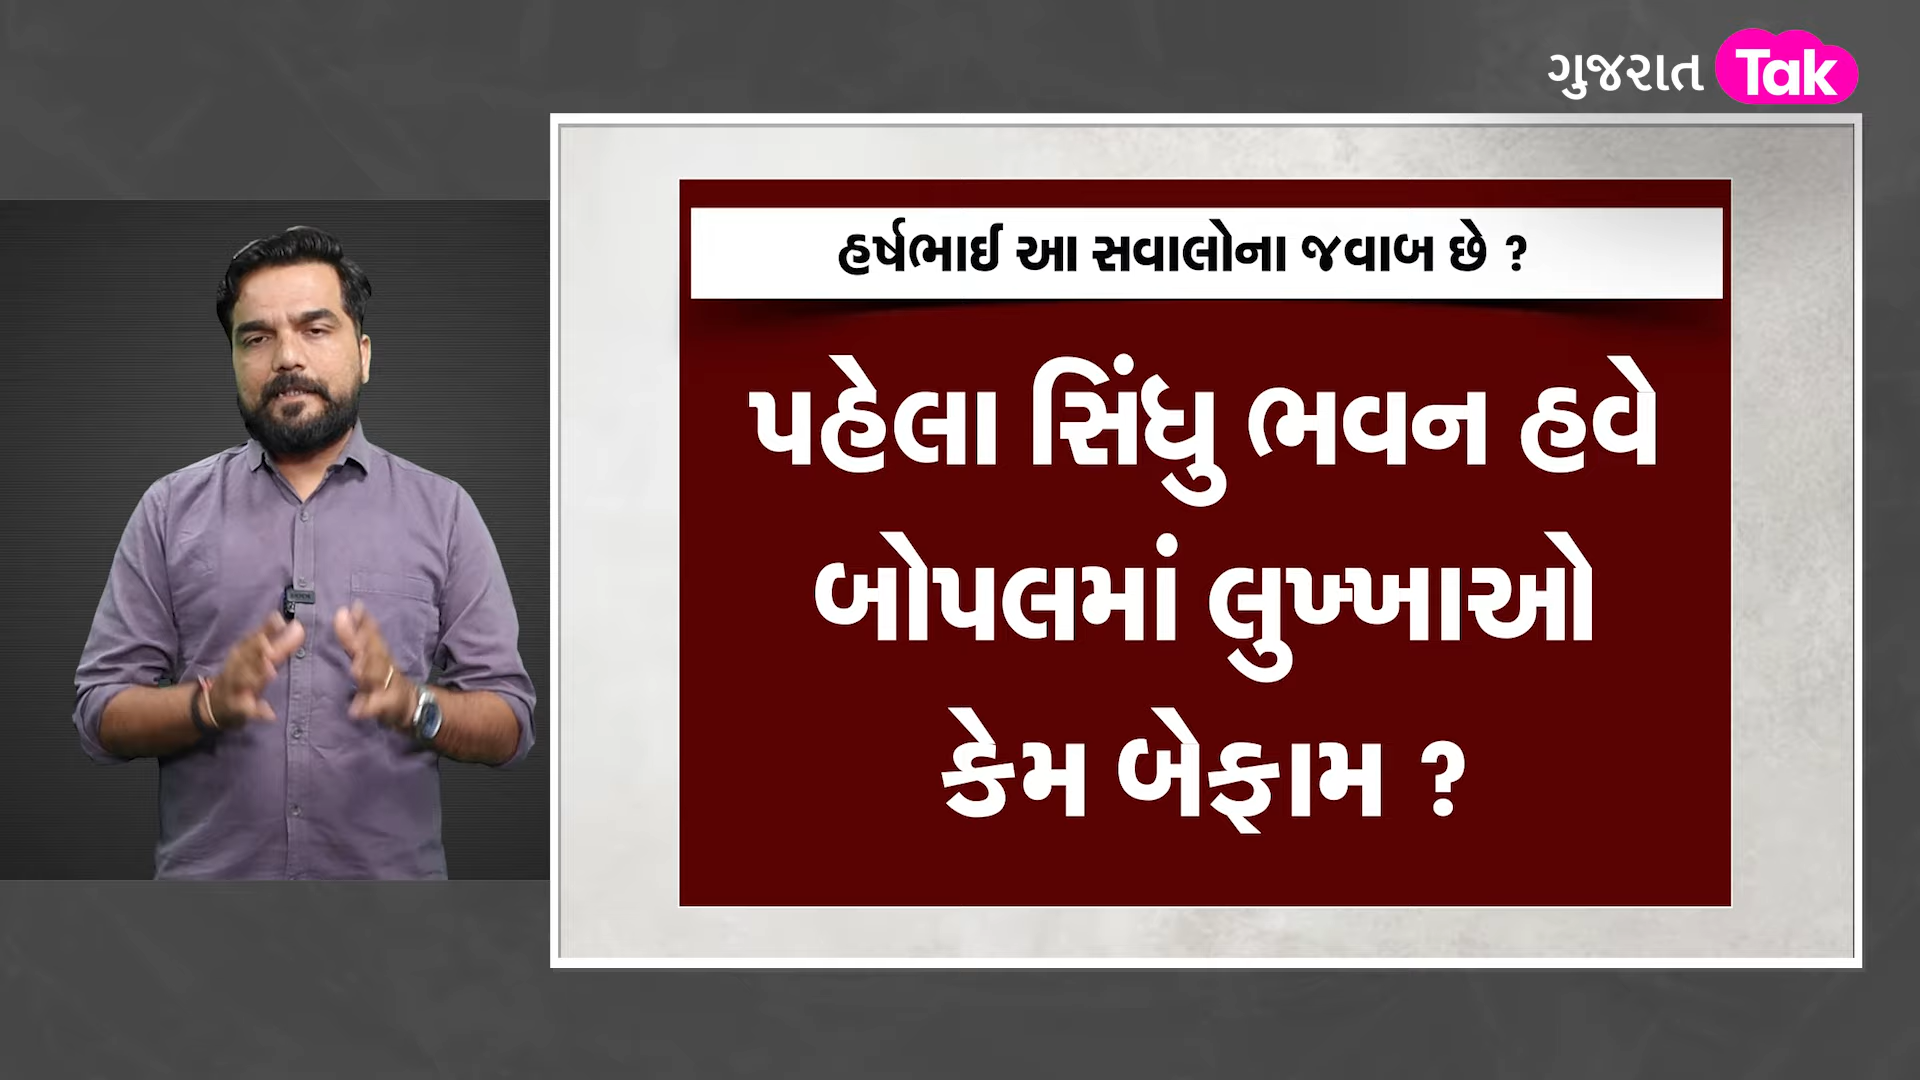 ગુજરાત Tak
હર્ષભાઈ આ સવાલોના જવાબ છે ?
પહેલા સિંધુ ભવન હવે
બોપલમાં લુખ્ખાઓ
કેમ બેફામ ?